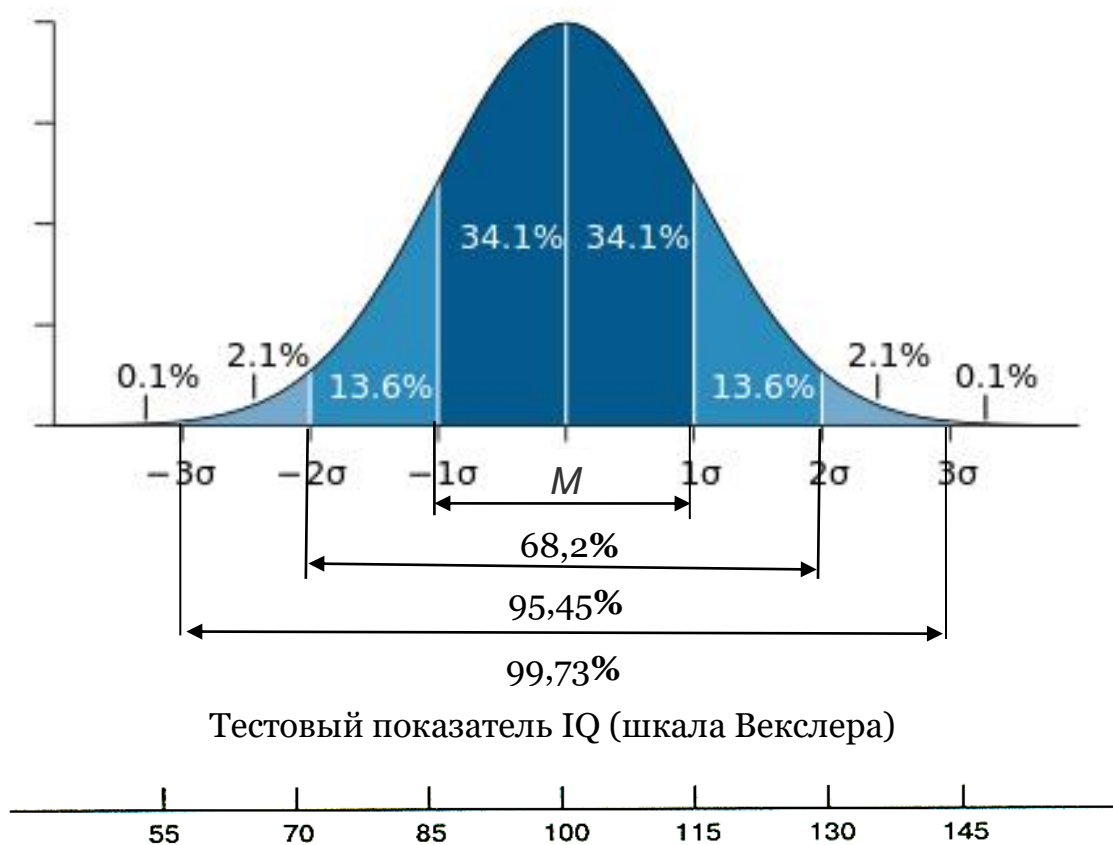 34.1% 34.1%
2.1% 2.1%
0.1% 0.1%
13.6% 13.6%
−3σ −2σ −1σ M 1σ 2σ 3σ
68,2%
95,45%
99,73%
Тестовый показатель IQ (шкала Векслера)
55 70 85 100 115 130 145